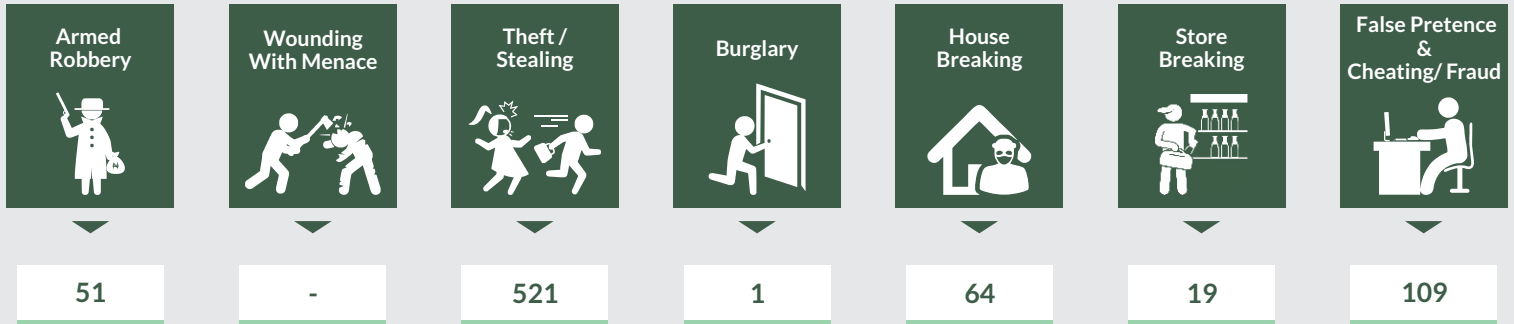 Armed
Robbery
Wounding
With Menace
Theft /
Stealing
Burglary
House
Breaking
Store
Breaking
False Pretence
&
Cheating/ Fraud
N
51
-
521
1
64
19
109